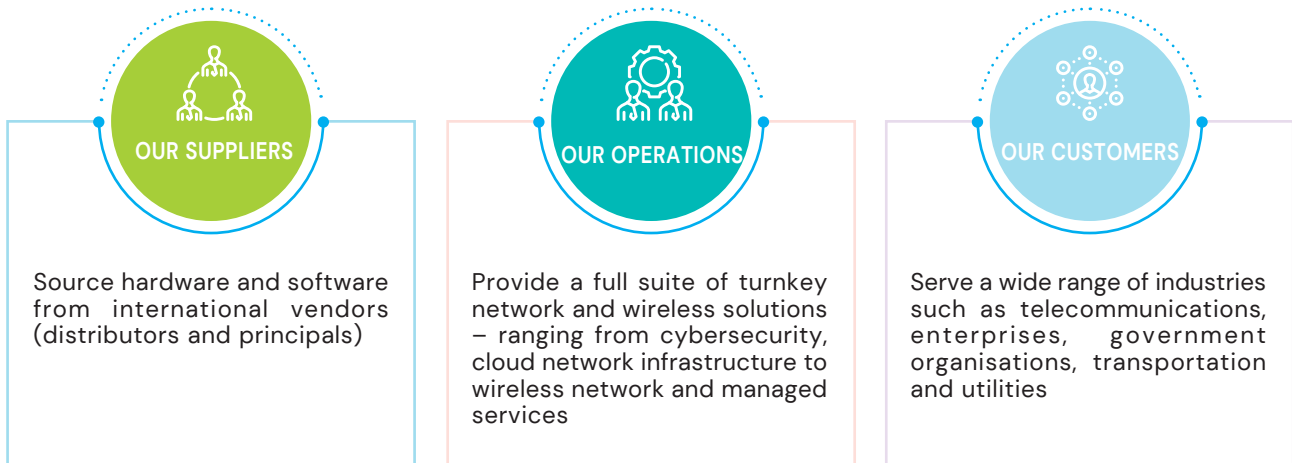 OUR SUPPLIERS
Source hardware and software
from international vendors
(distributors and principals)
OUR OPERATIONS
Provide a full suite of turnkey
network and wireless solutions
– ranging from cybersecurity,
cloud network infrastructure to
wireless network and managed
services
OUR CUSTOMERS
Serve a wide range of industries
such as telecommunications,
enterprises, government
organisations, transportation
and utilities